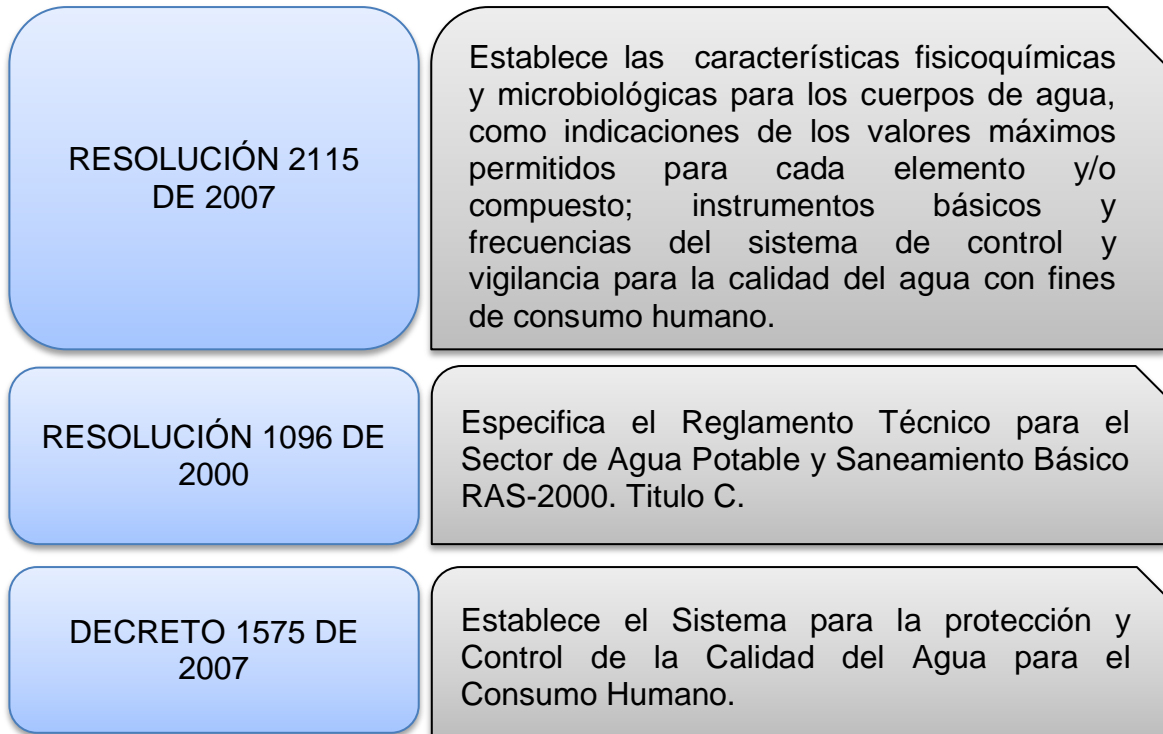 RESOLUCIÓN 2115
DE 2007
Establece las características fisicoquímicas
y microbiológicas para los cuerpos de agua,
como indicaciones de los valores máximos
permitidos para cada elemento y/o
compuesto; instrumentos básicos y
frecuencias del sistema de control y
vigilancia para la calidad del agua con fines
de consumo humano.
RESOLUCIÓN 1096 DE
2000
Especifica el Reglamento Técnico para el
Sector de Agua Potable y Saneamiento Básico
RAS-2000. Titulo C.
DECRETO 1575 DE
2007
Establece el Sistema para la protección y
Control de la Calidad del Agua para el
Consumo Humano.